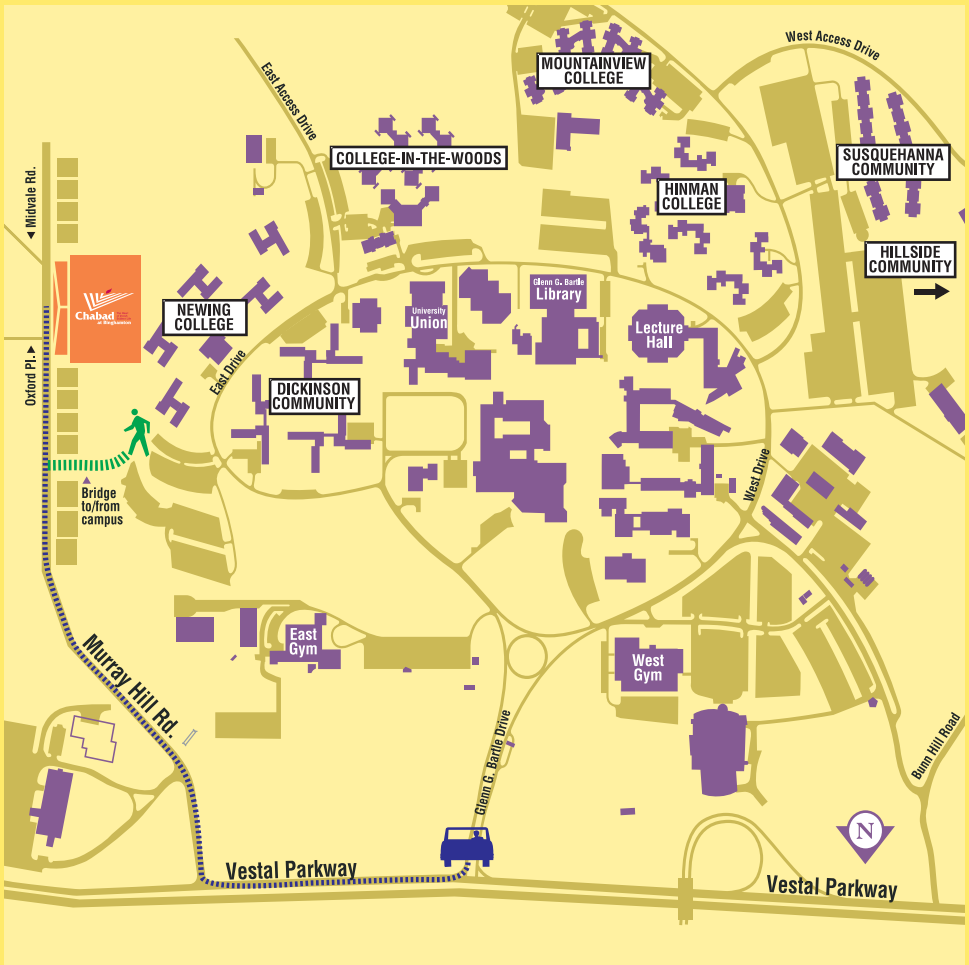 West Access Drive
MOUNTAINVIEW
COLLEGE
East Access Drive
COLLEGE-IN-THE-WOODS
SUSQUEHANNA
COMMUNITY
HINMAN
COLLEGE
◄ Midvale Rd.
HILLSIDE
COMMUNITY
Chabad
at Binghamton
NEWING
COLLEGE
University
Union
Glenn G. Bartle
Library
Lecture
Hall
Oxford Pl. ►
East Drive
DICKINSON
COMMUNITY
West Drive
Bridge
to/from
campus
East
Gym
West
Gym
Murray Hill Rd.
Glenn G. Bartle Drive
Bunn Hill Road
N
Vestal Parkway
Vestal Parkway